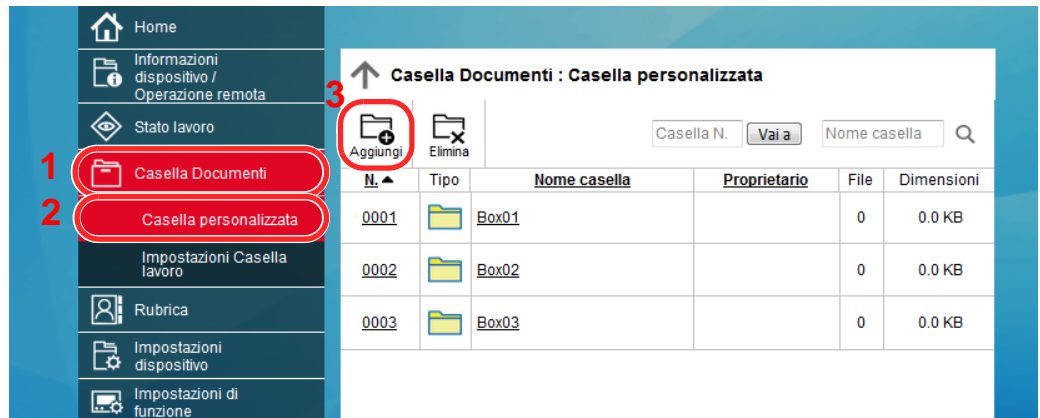 Home
Informazioni
dispositivo /
Operazione remota
Stato lavoro
1
Casella Documenti
2
Casella personalizzata
Impostazioni Casella
lavoro
Rubrica
Impostazioni
dispositivo
Impostazioni di
funzione
Casella Documenti : Casella personalizzata
3
Aggiungi Elimina Casella N. Vai a Nome casella
N. Tipo Nome casella Proprietario File Dimensioni
0001 Box01 0 0.0 KB
0002 Box02 0 0.0 KB
0003 Box03 0 0.0 KB